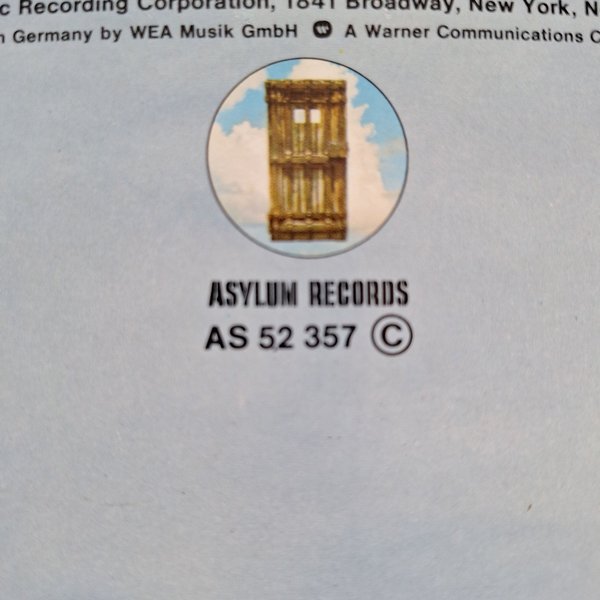 c Recording Corporation, 1841 Broadway, New York, N
n Germany by WEA Musik GmbH W A Warner Communications C
ASYLUM RECORDS
AS 52 357 ©